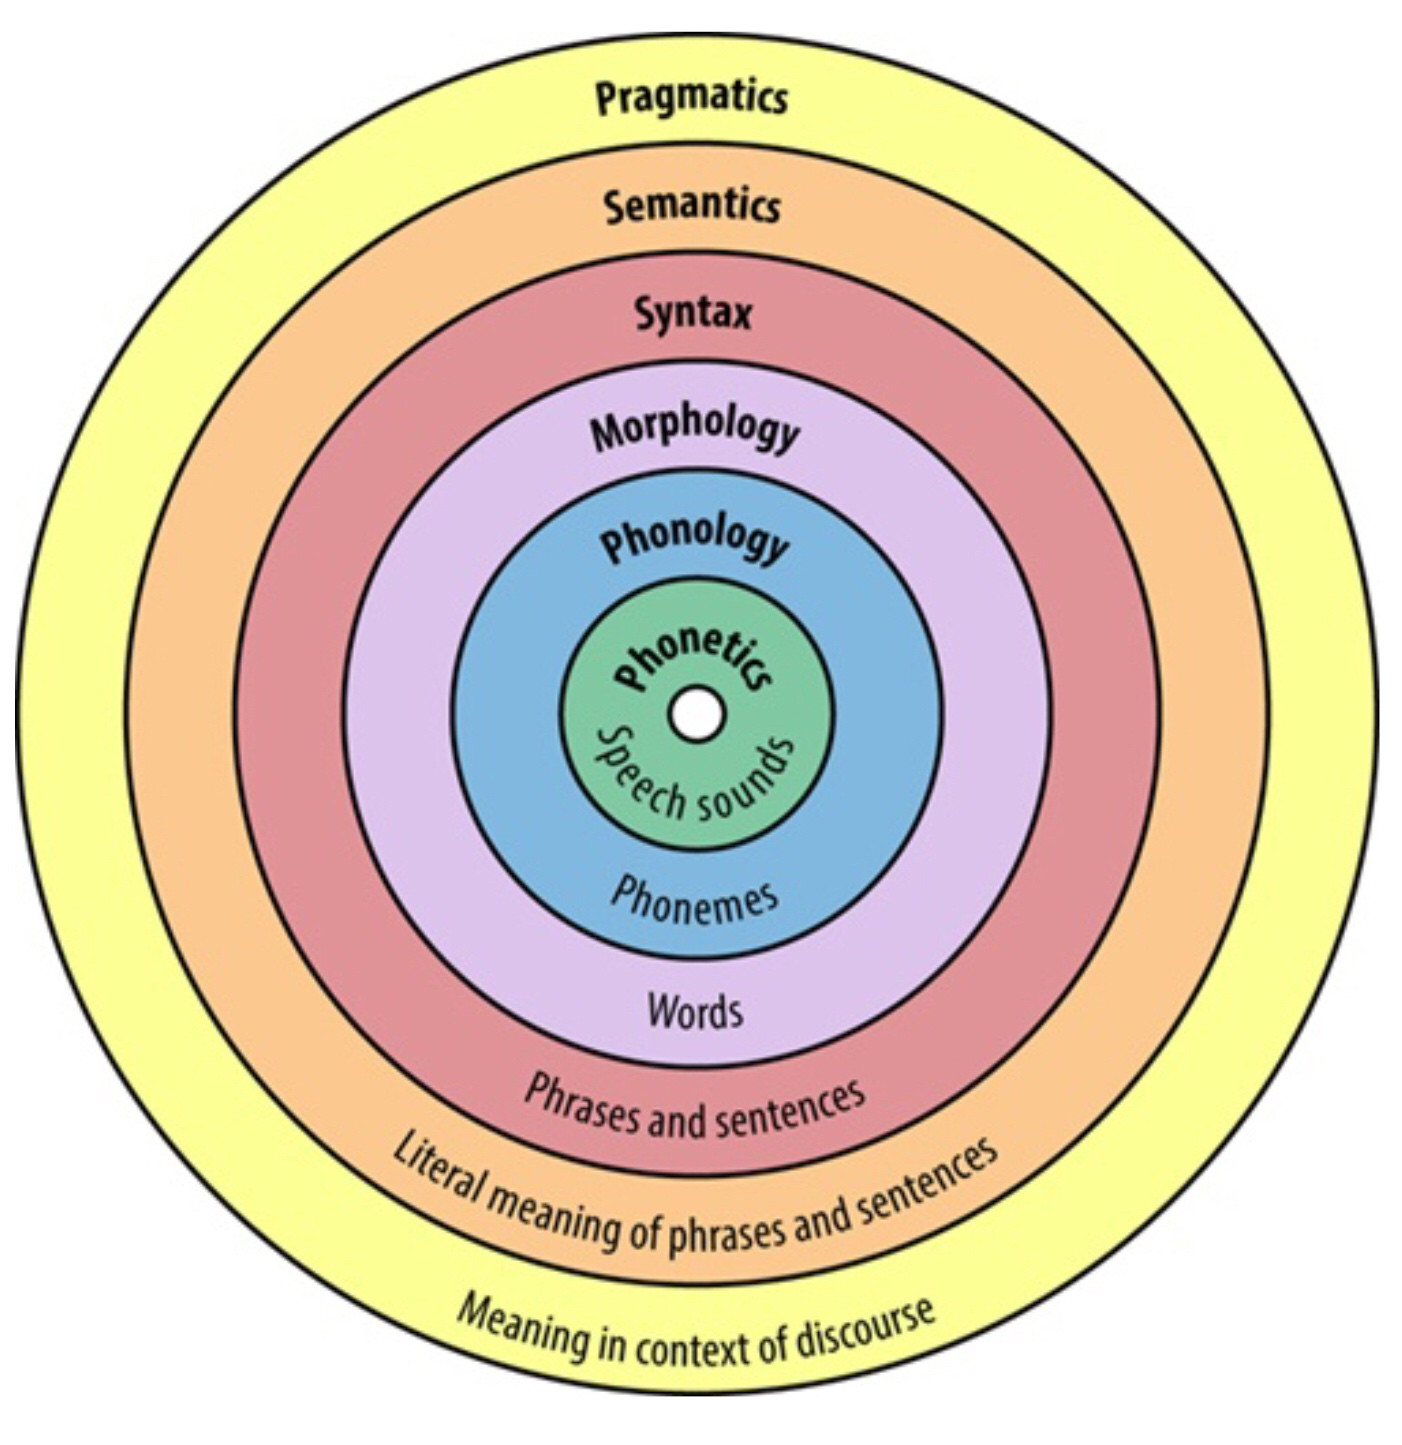 Pragmatics
Semantics
Syntax
Morphology
Phonology
Phonetics
Speech sounds
Phonemes
Words
Phrases and sentences
Literal meaning of phrases and sentences
Meaning in context of discourse